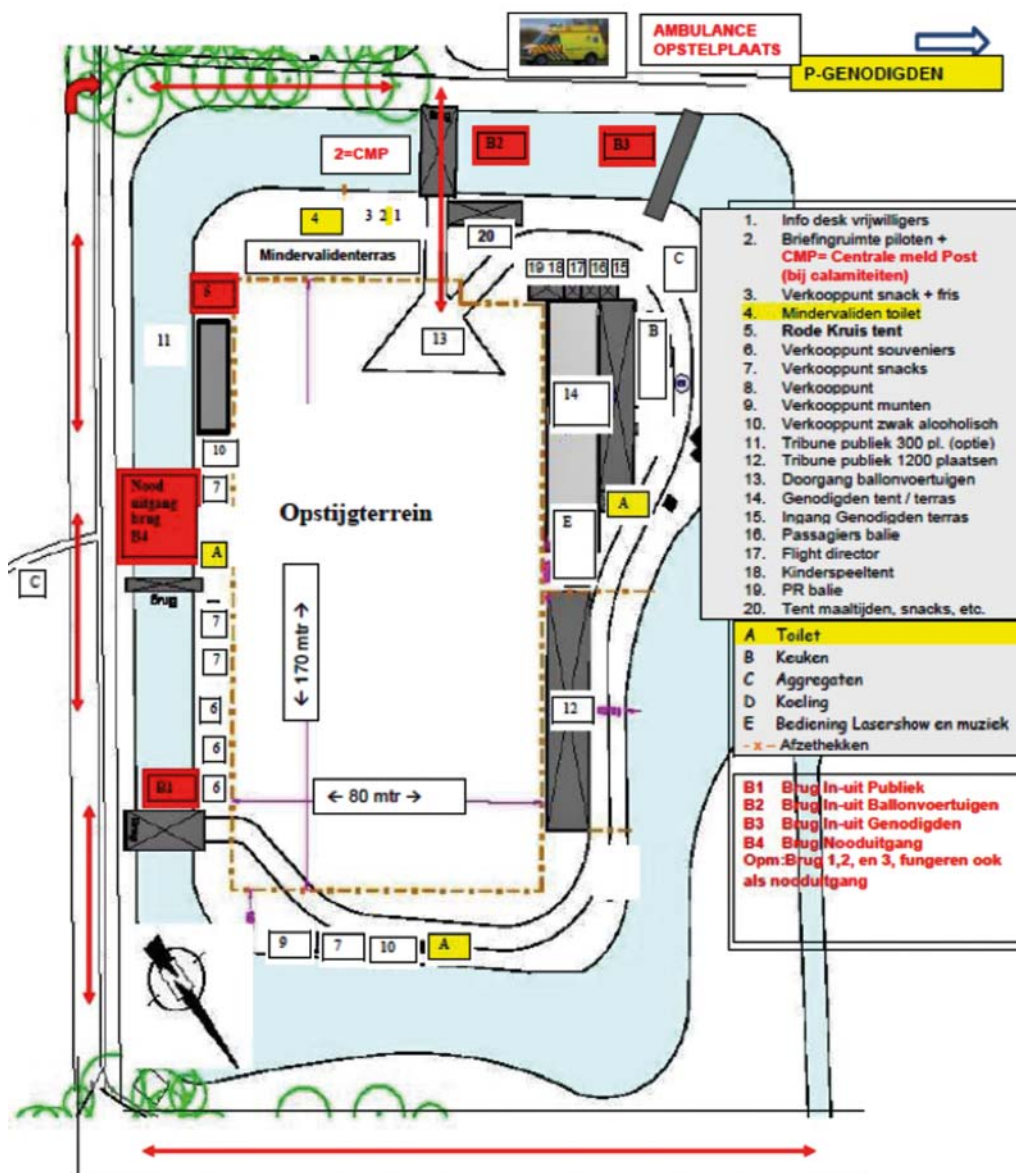 AMBULANCE
OPSTELPLAATS
P-GENODIGDEN
B2
B3
2=CMP
4
3 2 1
20
Mindervalidenterras
C
19 18 17 16 15
5
11
13
B
14
10
7
Nood
uitgang
brug
B4
Opstijgterrein
A
E
A
C
Brug
7
← 170 mtr →
7
6
12
6
B1
6
← 80 mtr →
Brug
9
7
10
A
1. Info desk vrijwilligers
2. Briefingruimte piloten +
CMP= Centrale meld Post
(bij calamiteiten)
3. Verkooppunt snack + fris
4. Mindervaliden toilet
5. Rode Kruis tent
6. Verkooppunt souveniers
7. Verkooppunt snacks
8. Verkooppunt
9. Verkooppunt munten
10. Verkooppunt zwak alcoholisch
11. Tribune publiek 300 pl. (optie)
12. Tribune publiek 1200 plaatsen
13. Doorgang ballonvoertuigen
14. Genodigden tent / terras
15. Ingang Genodigden terras
16. Passagiers balie
17. Flight director
18. Kinderspeeltent
19. PR balie
20. Tent maaltijden, snacks, etc.
A Toilet
B Keuken
C Aggregaten
D Koeling
E Bediening Lasershow en muziek
- x – Afzethekken
B1 Brug In-uit Publiek
B2 Brug In-uit Ballonvoertuigen
B3 Brug In-uit Genodigden
B4 Brug Nooduitgang
Opm:Brug 1,2, en 3, fungeren ook
als nooduitgang